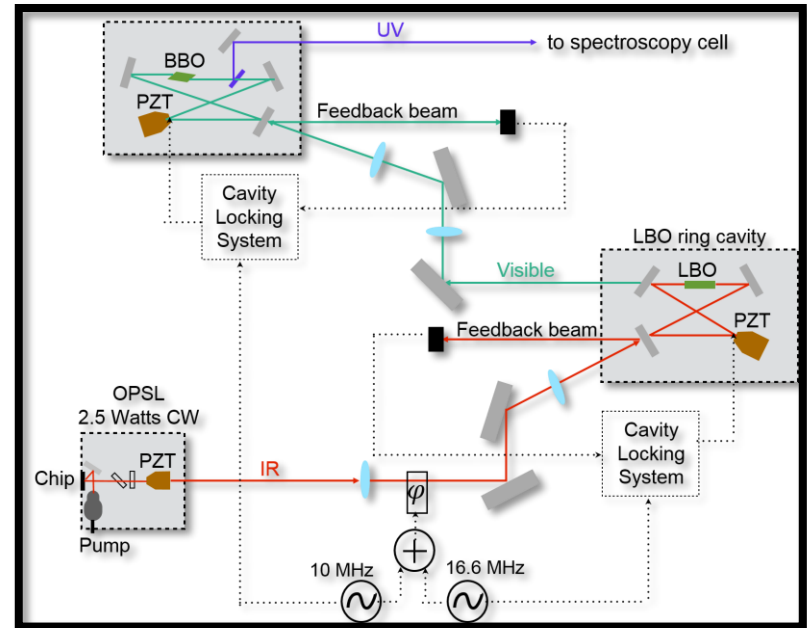 UV
to spectroscopy cell
BBO
PZT
Feedback beam
Cavity
Locking
System
LBO ring cavity
Visible
LBO
PZT
Feedback beam
OPSL
2.5 Watts CW
PZT
IR
Chip
Pump
φ
Cavity
Locking
System
+
10 MHz
16.6 MHz